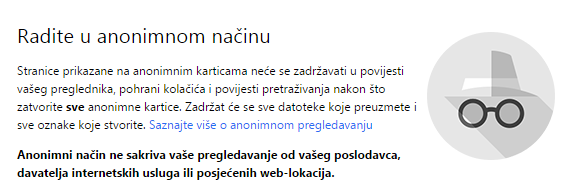 Radite u anonimnom načinu
Stranice prikazane na anonimnim karticama neće se zadržavati u povijesti
vašeg preglednika, pohrani kolačića i povijesti pretraživanja nakon što
zatvorite sve anonimne kartice. Zadržat će se sve datoteke koje preuzmete i
sve oznake koje stvorite. Saznajte više o anonimnom pregledavanju
Anonimni način ne sakriva vaše pregledavanje od vašeg poslodavca,
davatelja internetskih usluga ili posjećenih web-lokacija.